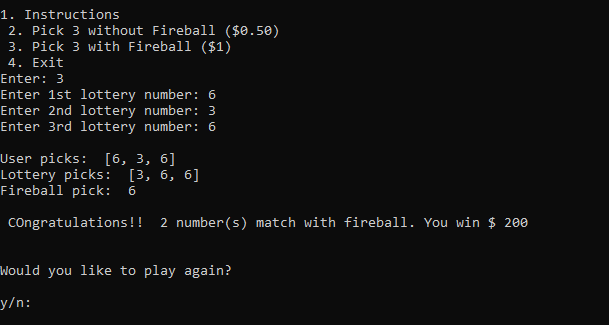 1. Instructions
2. Pick 3 without Fireball ($0.50)
3. Pick 3 with Fireball ($1)
4. Exit
Enter: 3
Enter 1st lottery number: 6
Enter 2nd lottery number: 3
Enter 3rd lottery number: 6
User picks:  [6, 3, 6]
Lottery picks:  [3, 6, 6]
Fireball pick:  6
COngratulations!!  2 number(s) match with fireball. You win $ 200
Would you like to play again?
y/n: